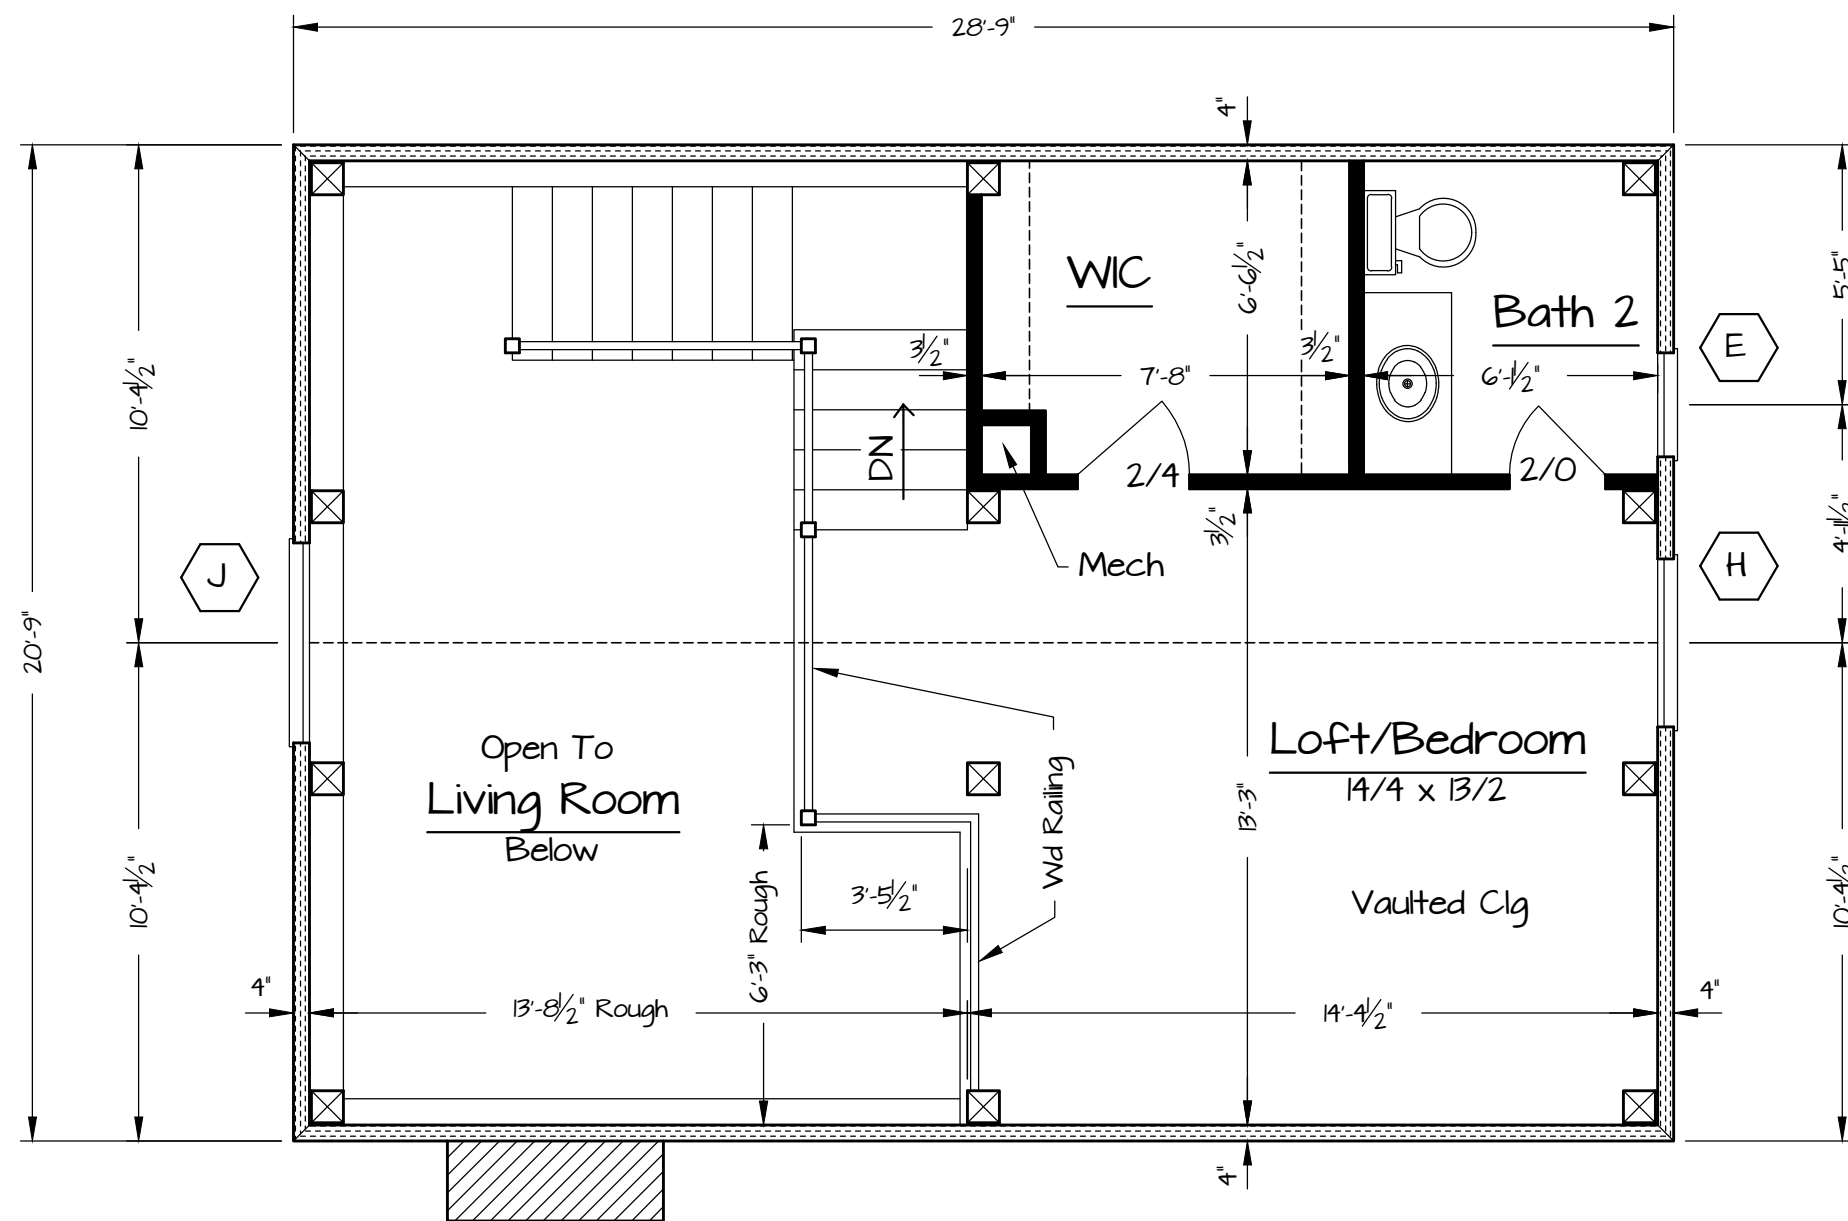 28'-9"
4"
5'-5"
WIC
6'-6½"
Bath 2
E
3½"
3½"
10'-4½"
7'-8"
6'-½"
DN
2/4
2/0
4'-11½"
3½"
Mech
J
H
20'-9"
Open To
Living Room
Below
Loft/Bedroom
14/4 x 13/2
13'-3"
Wd Railing
10'-4½"
3'-5½"
6'-3" Rough
Vaulted Clg
10'-4½"
4"
13'-8½" Rough
14'-4½"
4"
4"